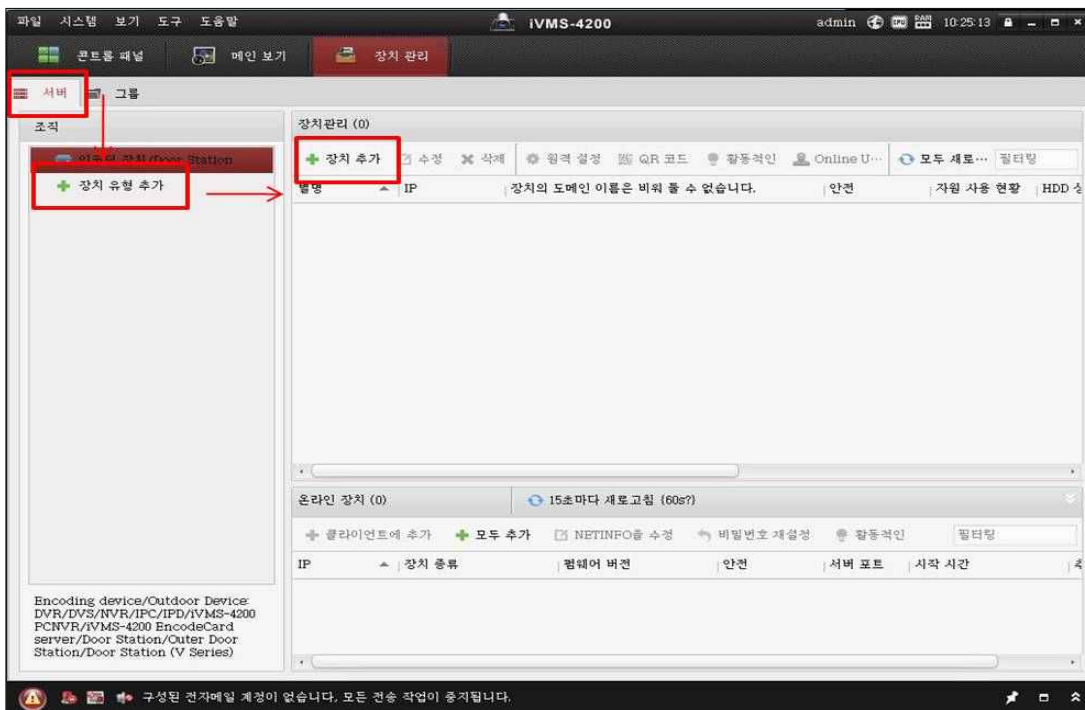 파일 시스템 보기 도구 도움말 iVMS-4200 admin 10:25:13
콘트롤 패널 메인 보기 장치 관리
서버 그룹
조직
인코딩 장치/Door Station
장치 유형 추가
Encoding device/Outdoor Device:
DVR/DVS/NVR/IPC/IPD/iVMS-4200
PCNVR/iVMS-4200 EncodeCard
server/Door Station/Outer Door
Station/Door Station (V Series)
장치관리 (0)
장치 추가 수정 삭제 원격 설정 QR 코드 활동적인 Online U··· 모두 새로··· 필터링
별명 IP 장치의 도메인 이름은 비워 둘 수 없습니다. 안전 자원 사용 현황 HDD
온라인 장치 (0) 15초마다 재로고침 (60s?)
클라이언트에 추가 모두 추가 NETINFO을 수정 비밀번호 재설정 활동적인 필터링
IP 장치 종류 펌웨어 버전 안전 서버 포트 시작 시간
구성된 전자메일 계정이 없습니다, 모든 전송 작업이 중지됩니다.